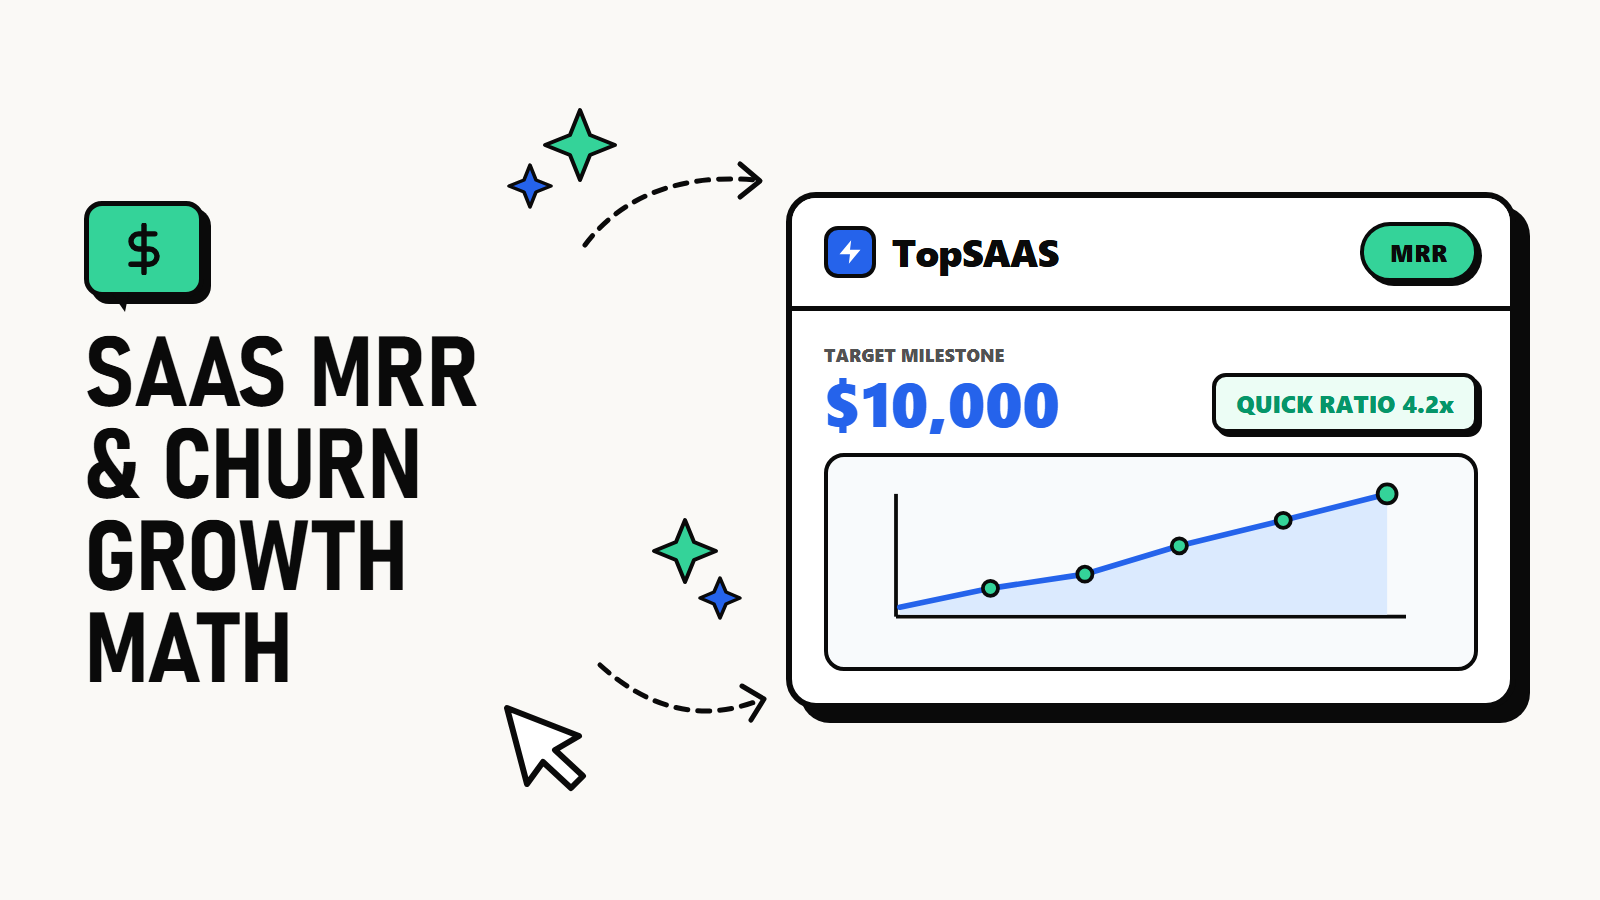 $
SAAS MRR
& CHURN
GROWTH
MATH
TopSAAS
MRR
TARGET MILESTONE
$10,000
QUICK RATIO 4.2x